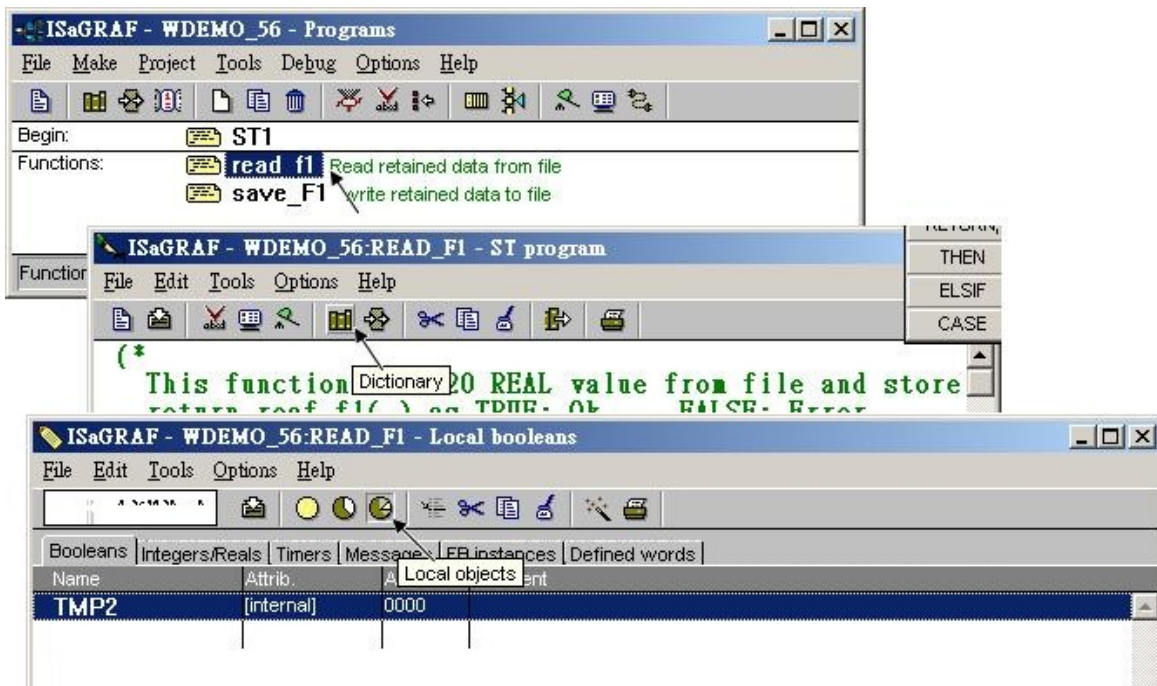 ISaGRAF - WDEMO_56 - Programs
File Make Project Tools Debug Options Help
Begin: ST1
Functions: read_f1 Read retained data from file
save_F1 write retained data to file
Function
ISaGRAF - WDEMO_56:READ_F1 - ST program
File Edit Tools Options Help
THEN
ELSIF
CASE
(*
This function 20 REAL value from file and store
Dictionary
ISaGRAF - WDEMO_56:READ_F1 - Local booleans
File Edit Tools Options Help
Booleans Integers/Reals Timers Message FB instances Defined words
Local objects
Name Attrib.
TMP2 [internal] 0000